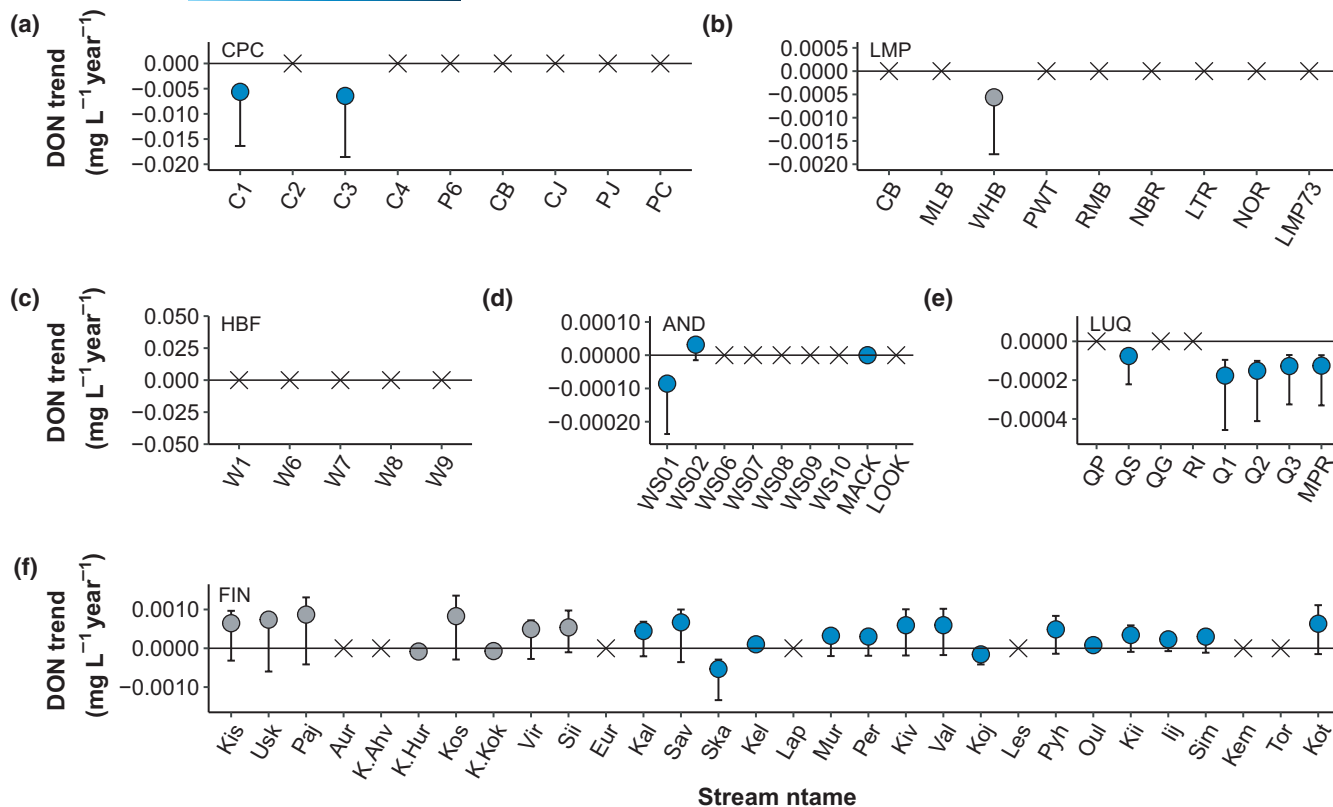 (a)
CPC
DON trend
(mg L−1 year−1)
0.000
−0.005
−0.010
−0.015
−0.020
C1 C2 C3 C4 P6 CB CJ PJ PC
(b)
LMP
0.0005
0.0000
−0.0005
−0.0010
−0.0015
−0.0020
CB MLB WHB PWT RMB NBR LTR NOR LMP73
(c)
HBF
DON trend
(mg L−1 year−1)
0.050
0.025
0.000
−0.025
−0.050
W1 W6 W7 W8 W9
(d)
AND
0.00010
0.00000
−0.00010
−0.00020
WS01 WS02 WS06 WS07 WS08 WS09 WS10 MACK LOOK
(e)
LUQ
0.0000
−0.0002
−0.0004
QP QS QG RI Q1 Q2 Q3 MPR
(f)
FIN
DON trend
(mg L−1 year−1)
0.0010
0.0000
−0.0010
Kis Usk Paj Aur K.Ahv K.Hur Kos K.Kok Vir Sil Eur Kal Sav Ska Kel Lap Mur Per Kiv Val Koj Les Pyh Oul Kii Iij Sim Kem Tor Kot
Stream ntame